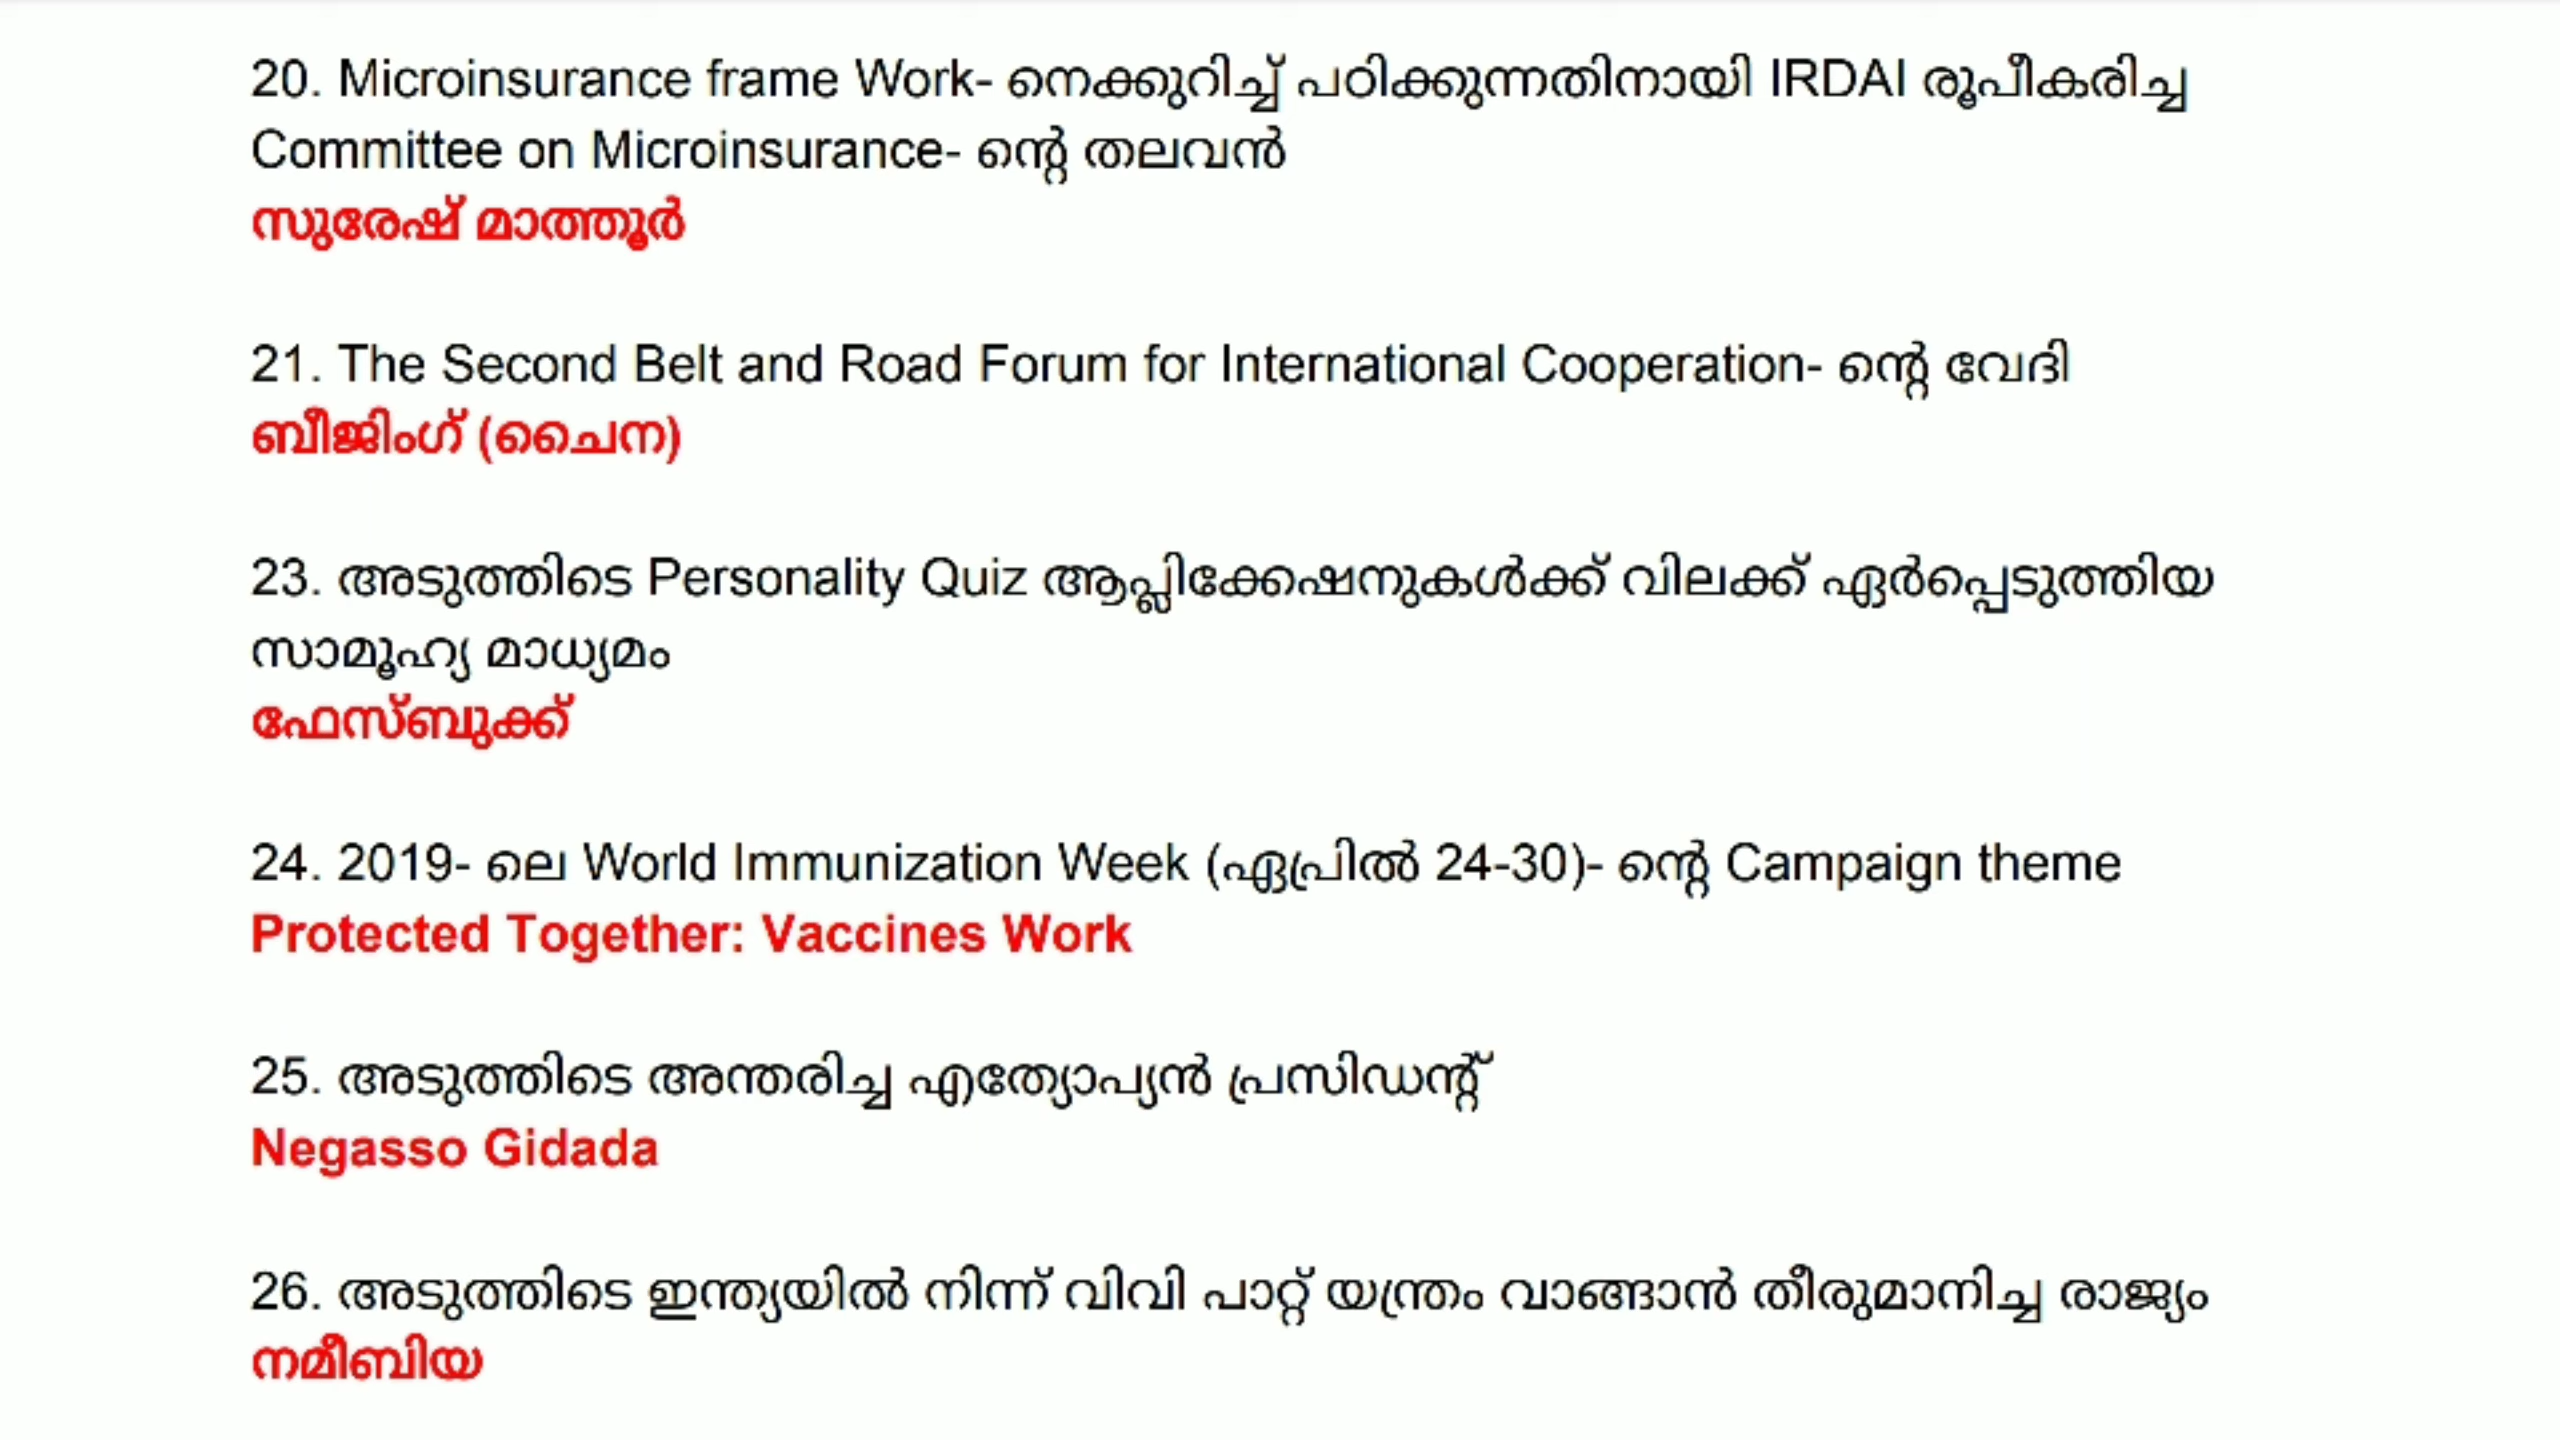 20. Microinsurance frame Work- നെക്കുറിച്ച് പഠിക്കുന്നതിനായി IRDAI രൂപീകരിച്ച
Committee on Microinsurance- ന്റെ തലവൻ
സുരേഷ് മാത്തൂർ
21. The Second Belt and Road Forum for International Cooperation- ന്റെ വേദി
ബീജിംഗ് (ചൈന)
23. അടുത്തിടെ Personality Quiz ആപ്ലിക്കേഷനുകൾക്ക് വിലക്ക് ഏർപ്പെടുത്തിയ
സാമൂഹ്യ മാധ്യമം
ഫേസ്ബുക്ക്
24. 2019- ലെ World Immunization Week (ഏപ്രിൽ 24-30)- ന്റെ Campaign theme
Protected Together: Vaccines Work
25. അടുത്തിടെ അന്തരിച്ച എത്യോപ്യൻ പ്രസിഡന്റ്
Negasso Gidada
26. അടുത്തിടെ ഇന്ത്യയിൽ നിന്ന് വിവി പാറ്റ് യന്ത്രം വാങ്ങാൻ തീരുമാനിച്ച രാജ്യം
നമീബിയ